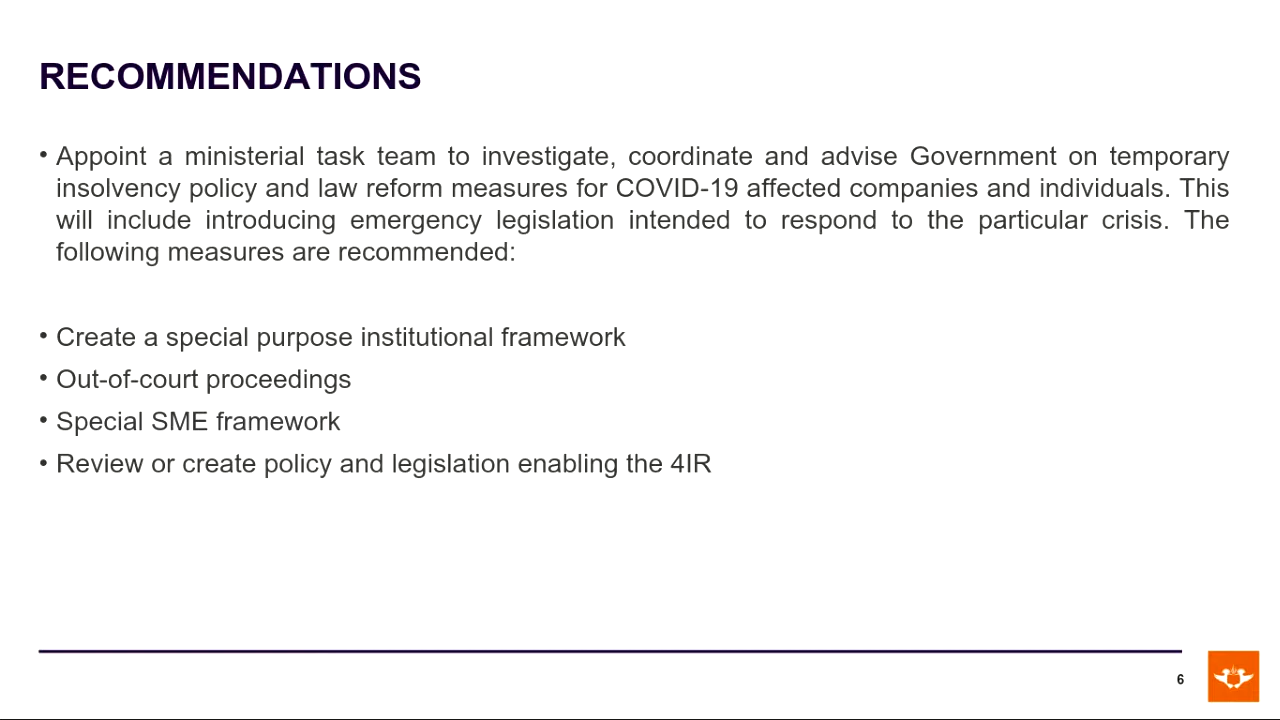 RECOMMENDATIONS
• Appoint a ministerial task team to investigate, coordinate and advise Government on temporary
insolvency policy and law reform measures for COVID-19 affected companies and individuals. This
will include introducing emergency legislation intended to respond to the particular crisis. The
following measures are recommended:
• Create a special purpose institutional framework
• Out-of-court proceedings
• Special SME framework
• Review or create policy and legislation enabling the 4IR
6